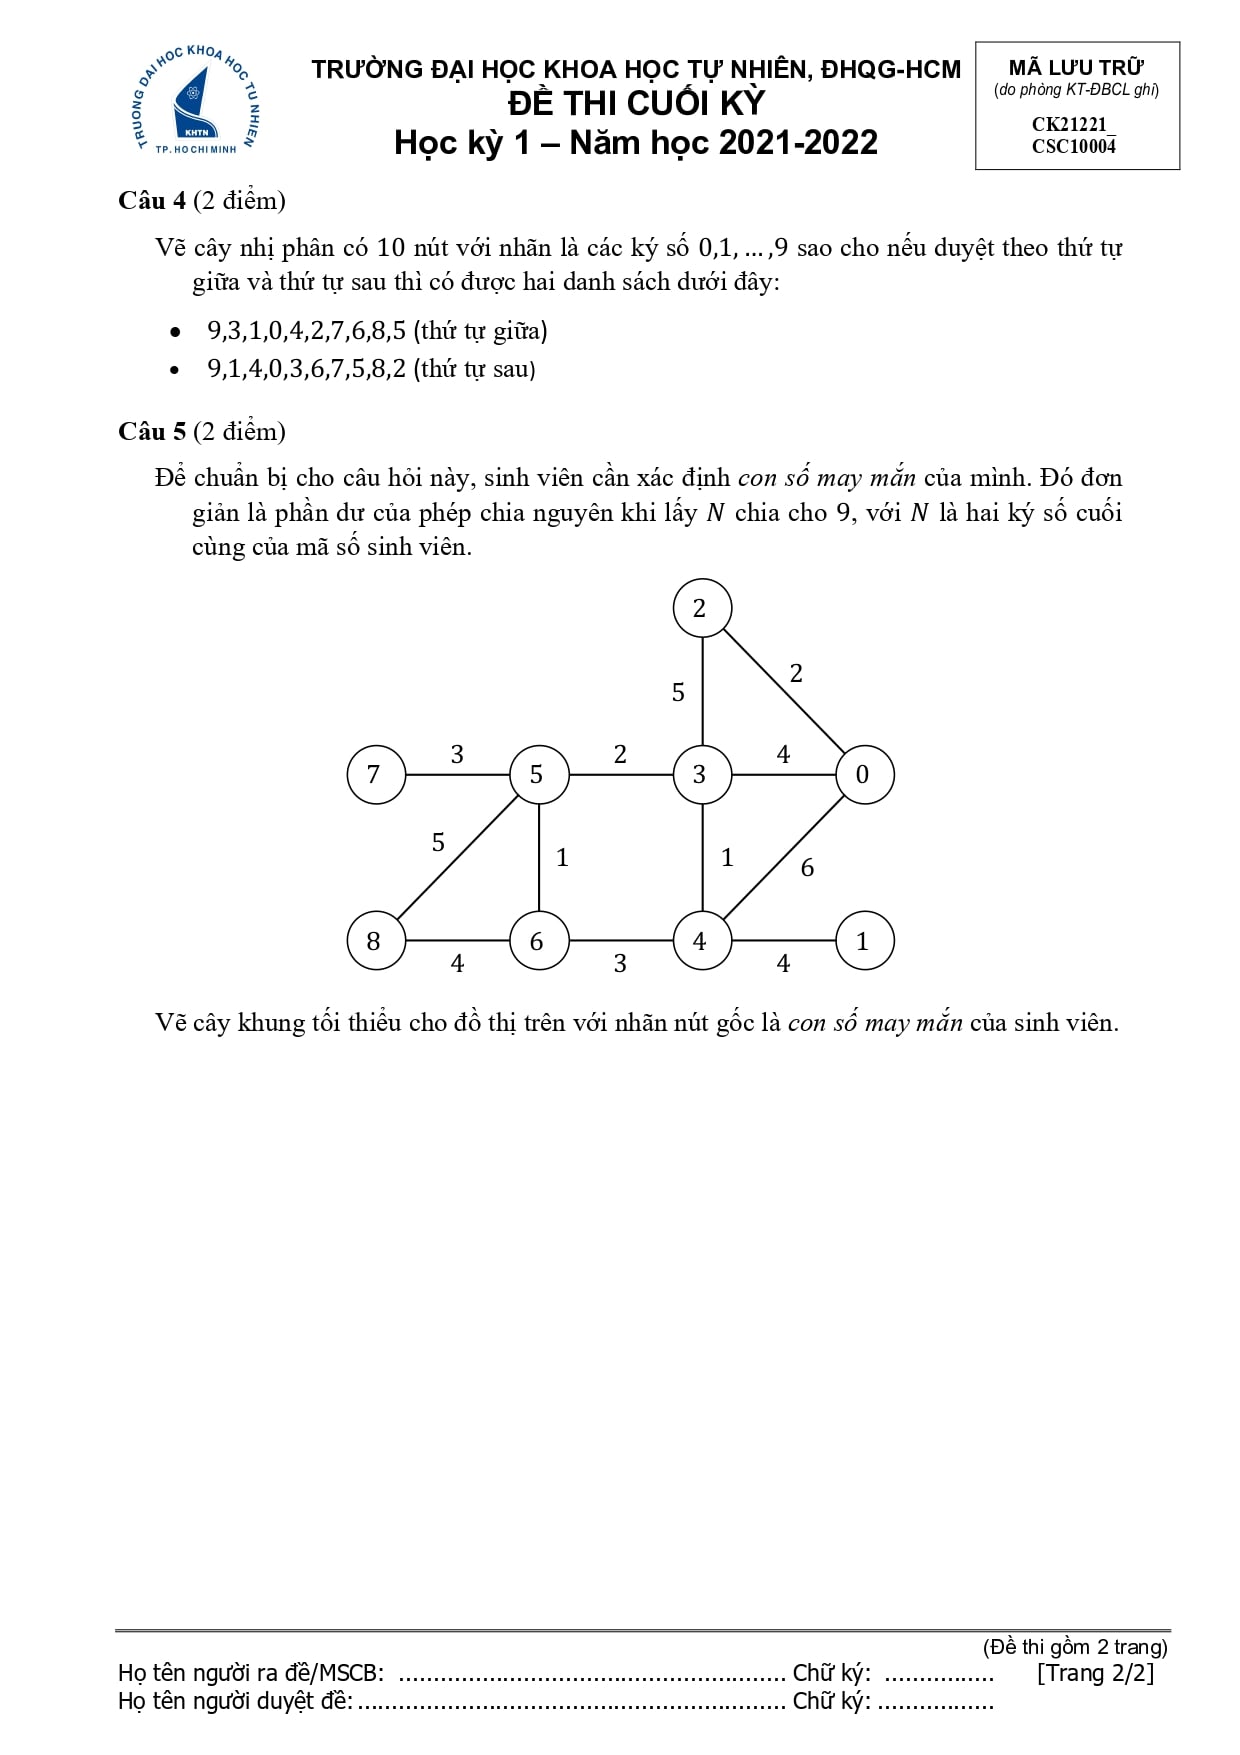 TRUONG DAI HOC KHOA HOC TU NHIEN
KHTN
TP. HO CHI MINH
TRƯỜNG ĐẠI HỌC KHOA HỌC TỰ NHIÊN, ĐHQG-HCM
ĐỀ THI CUỐI KỲ
Học kỳ 1 – Năm học 2021-2022
MÃ LƯU TRỮ
(do phòng KT-ĐBCL ghi)
CK21221_
CSC10004
Câu 4 (2 điểm)
Vẽ cây nhị phân có 10 nút với nhãn là các ký số 0,1, … ,9 sao cho nếu duyệt theo thứ tự
giữa và thứ tự sau thì có được hai danh sách dưới đây:
• 9,3,1,0,4,2,7,6,8,5 (thứ tự giữa)
• 9,1,4,0,3,6,7,5,8,2 (thứ tự sau)
Câu 5 (2 điểm)
Để chuẩn bị cho câu hỏi này, sinh viên cần xác định con số may mắn của mình. Đó đơn
giản là phần dư của phép chia nguyên khi lấy N chia cho 9, với N là hai ký số cuối
cùng của mã số sinh viên.
2
2
5
3
2
4
7
5
3
0
5
1
1
6
8
6
4
1
4
3
4
Vẽ cây khung tối thiểu cho đồ thị trên với nhãn nút gốc là con số may mắn của sinh viên.
(Đề thi gồm 2 trang)
Họ tên người ra đề/MSCB: ........................................................ Chữ ký: ................ [Trang 2/2]
Họ tên người duyệt đề: .............................................................. Chữ ký: .................